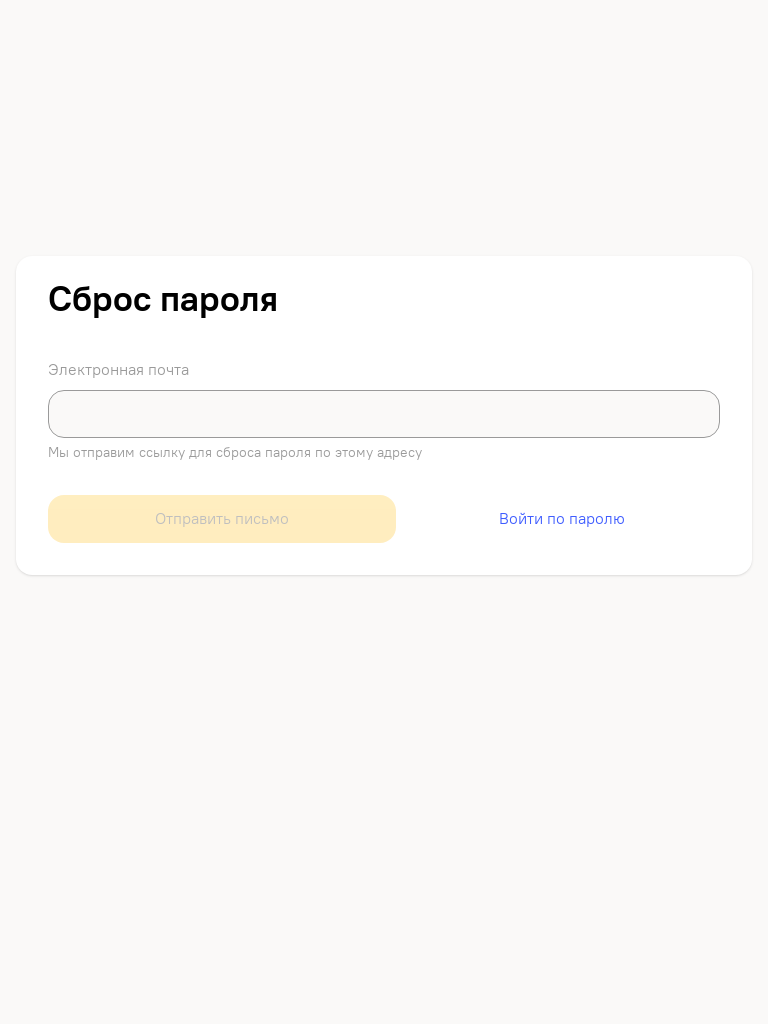 Сброс пароля
Электронная почта
Мы отправим ссылку для сброса пароля по этому адресу
Отправить письмо
Войти по паролю